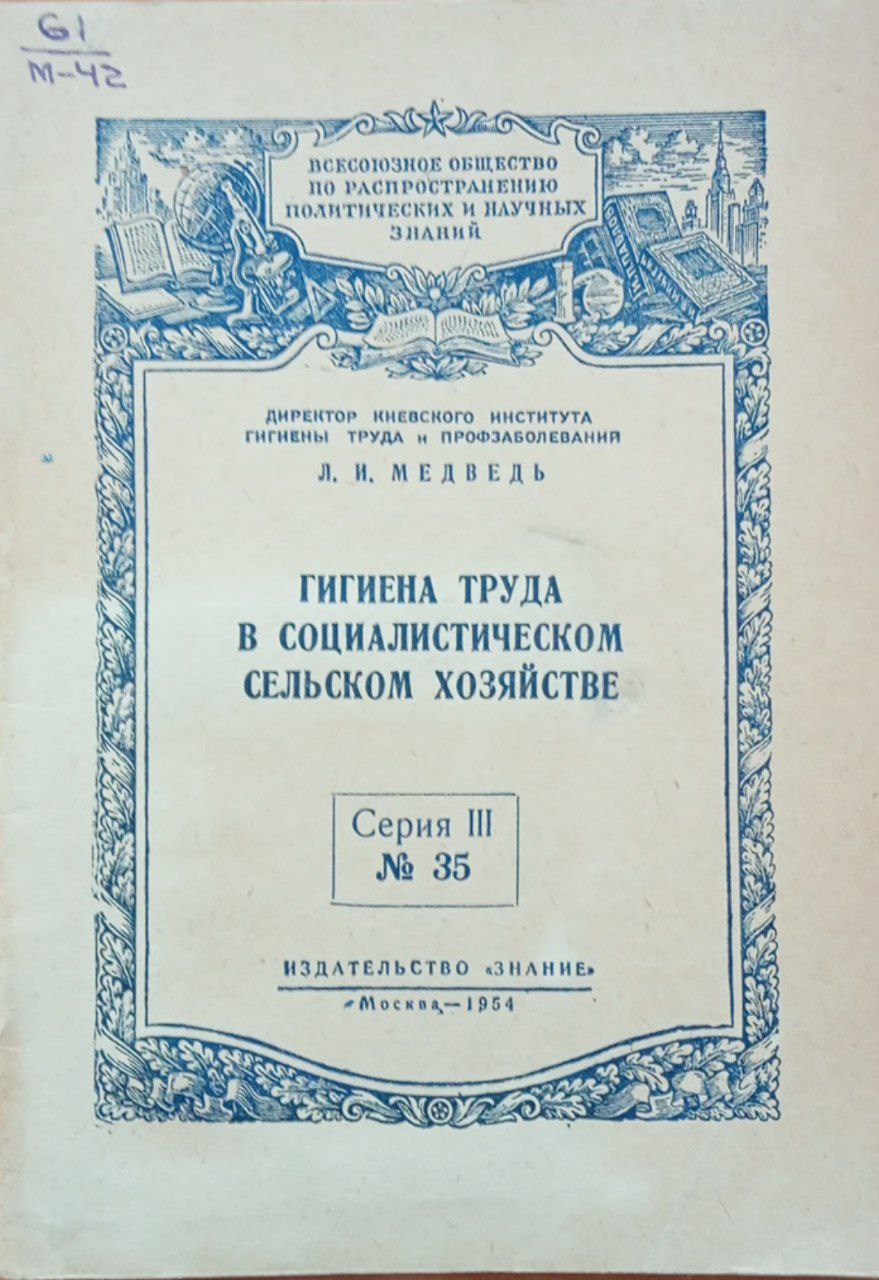 61
М-42
ВСЕСОЮЗНОЕ ОБЩЕСТВО
ПО РАСПРОСТРАНЕНИЮ
ПОЛИТИЧЕСКИХ И НАУЧНЫХ
ЗНАНИЙ
ДИРЕКТОР КИЕВСКОГО ИНСТИТУТА
ГИГИЕНЫ ТРУДА и ПРОФЗАБОЛЕВАНИЙ
Л. И. МЕДВЕДЬ
ГИГИЕНА ТРУДА
В СОЦИАЛИСТИЧЕСКОМ
СЕЛЬСКОМ ХОЗЯЙСТВЕ
Серия III
№ 35
ИЗДАТЕЛЬСТВО «ЗНАНИЕ»
Москва — 1954